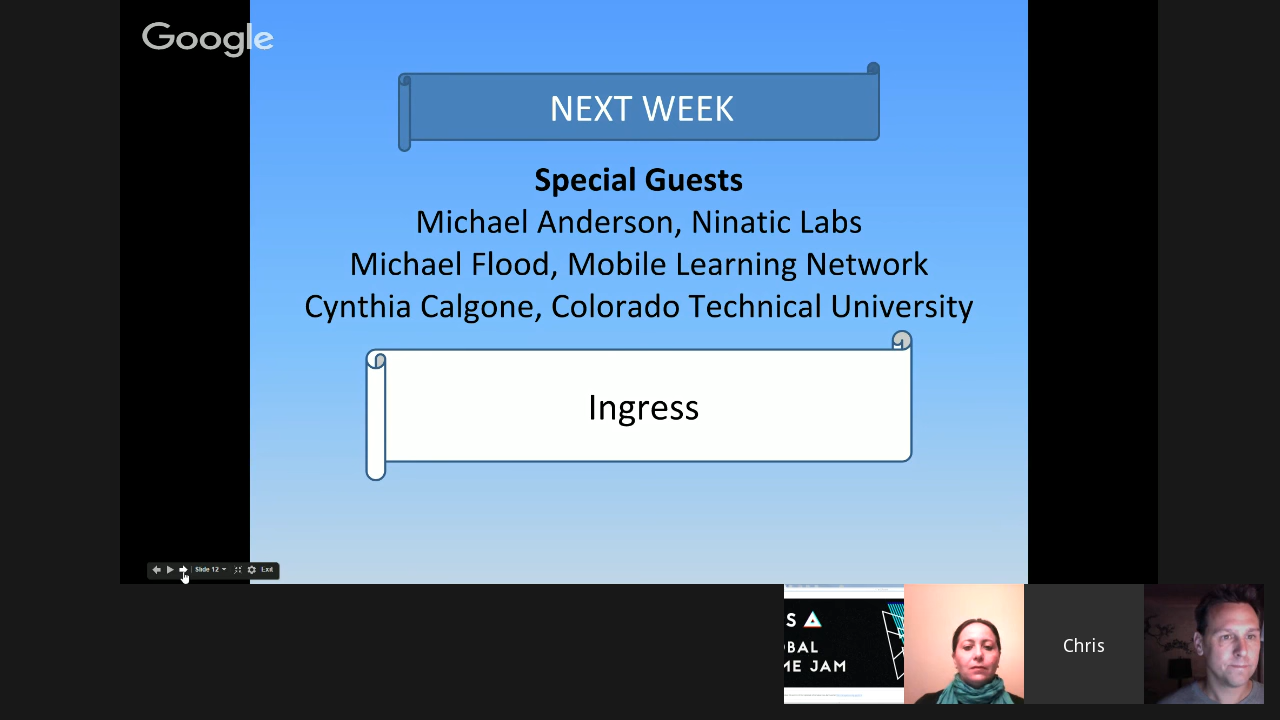 Google
NEXT WEEK
Special Guests
Michael Anderson, Ninatic Labs
Michael Flood, Mobile Learning Network
Cynthia Calgone, Colorado Technical University
Ingress
Slide 12
Exit
S
OBAL
ME JAM
Chris